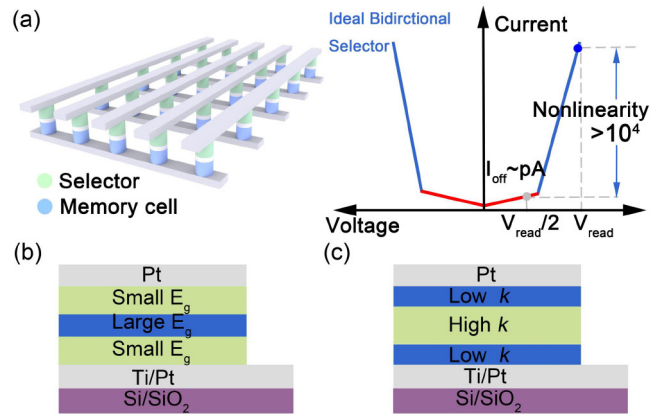 (a)
Ideal Bidirctional
Selector
Current
Nonlinearity
>10⁴
I_off~pA
Voltage
V_read/2
V_read
Selector
Memory cell
(b)
Pt
Small E_g
Large E_g
Small E_g
Ti/Pt
Si/SiO₂
(c)
Pt
Low k
High k
Low k
Ti/Pt
Si/SiO₂